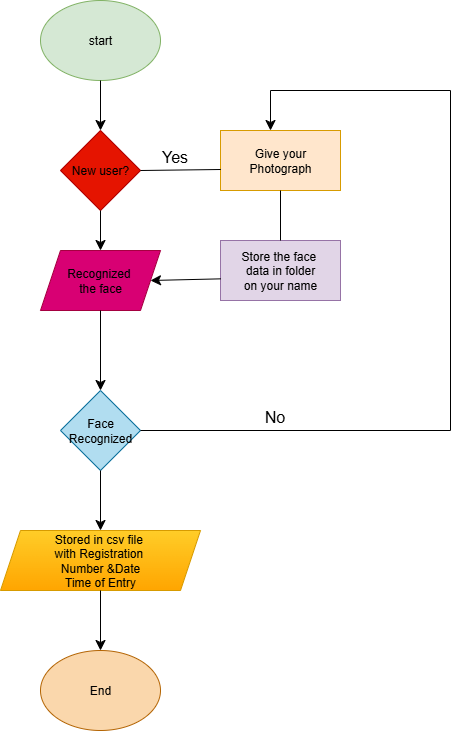 start
New user?
Yes
Give your
Photograph
Recognized
the face
Store the face
data in folder
on your name
Face
Recognized
No
Stored in csv file
with Registration
Number &Date
Time of Entry
End